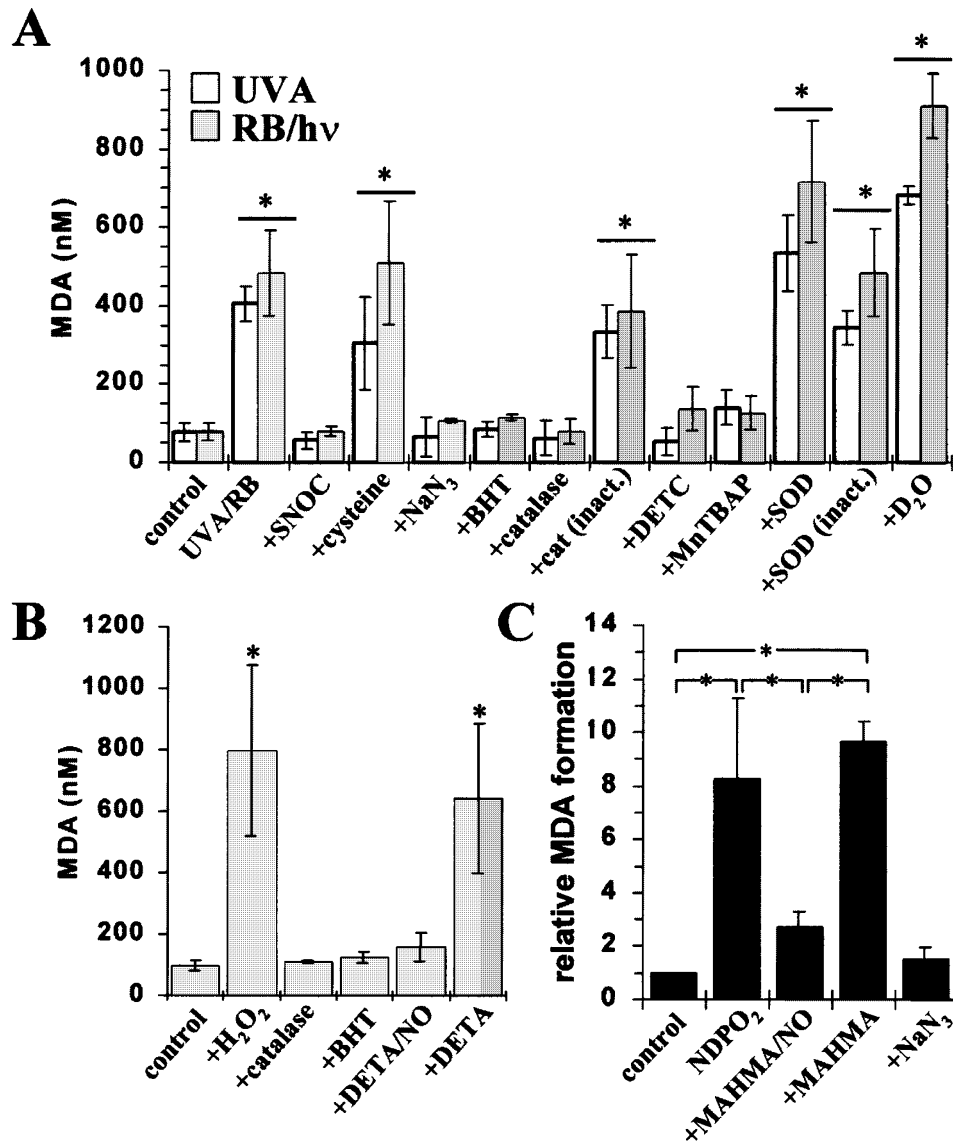 A
1000
800
600
400
200
0
MDA (nM)
UVA
RB/hν
*
*
*
*
*
*
control
UVA/RB
+SNOC
+cysteine
+NaN₃
+BHT
+catalase
+cat (inact.)
+DETC
+MnTBAP
+SOD
+SOD (inact.)
+D₂O
B
1200
1000
800
600
400
200
0
MDA (nM)
*
*
control
+H₂O₂
+catalase
+BHT
+DETA/NO
+DETA
C
14
12
10
8
6
4
2
0
relative MDA formation
*
* * *
control
NDPO₂
+MAHMA/NO
+MAHMA
+NaN₃